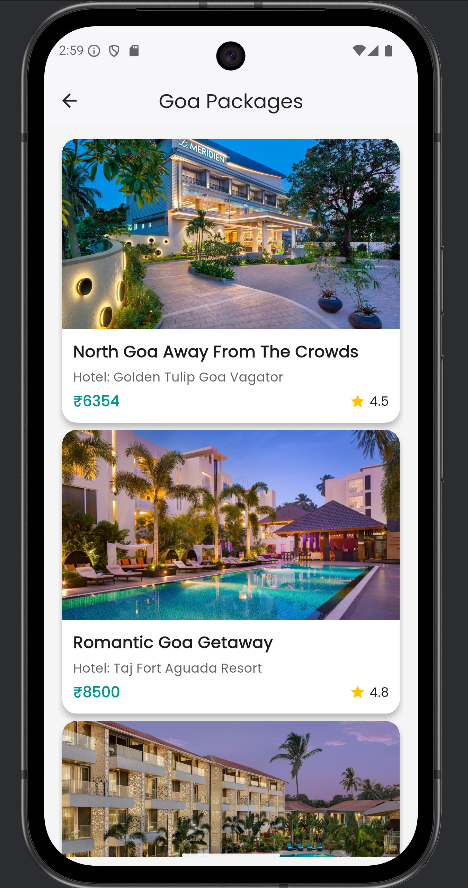 2:59
Goa Packages
Le MERIDIEN
North Goa Away From The Crowds
Hotel: Golden Tulip Goa Vagator
₹6354
4.5
Romantic Goa Getaway
Hotel: Taj Fort Aguada Resort
₹8500
4.8